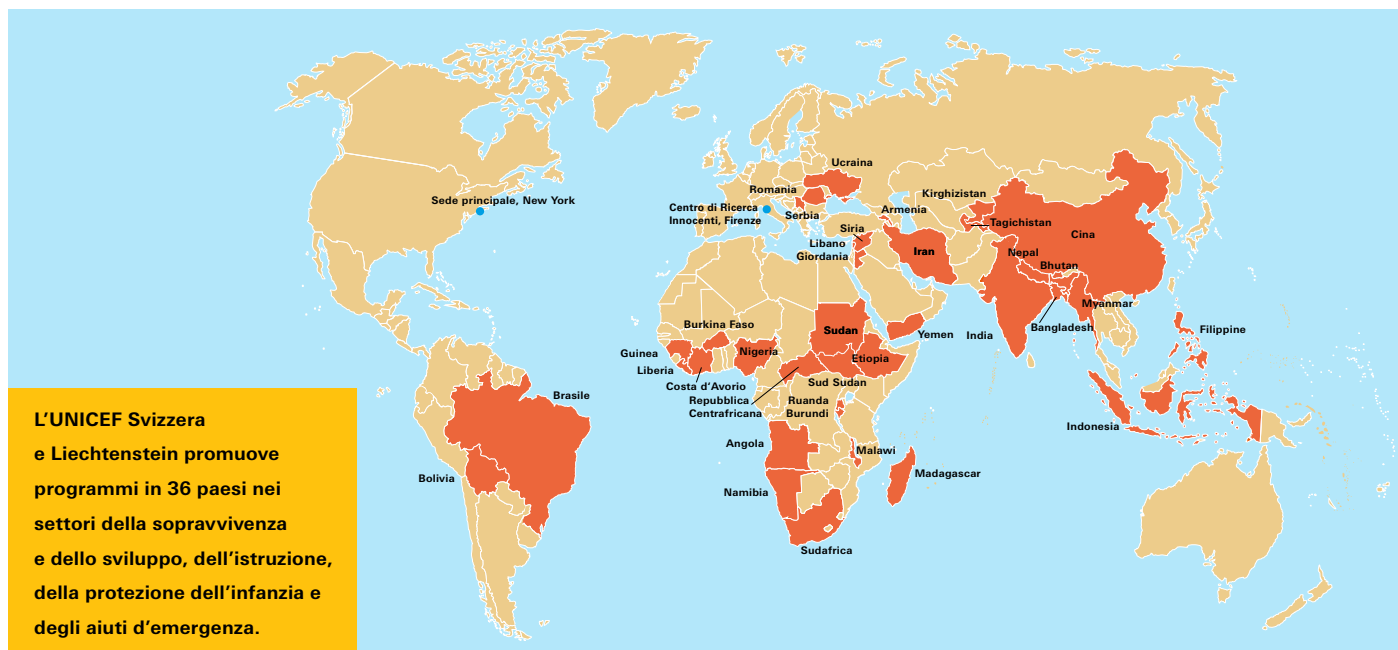 Ucraina
Romania
Kirghizistan
Sede principale, New York
Centro di Ricerca
Innocenti, Firenze
Serbia
Armenia
Tagichistan
Siria
Cina
Libano
Giordania
Iran
Nepal
Bhutan
Myanmar
Burkina Faso
Sudan
Yemen
India
Bangladesh
Filippine
Guinea
Nigeria
Etiopia
Liberia
Costa d'Avorio
Sud Sudan
Repubblica
Centrafricana
Ruanda
Burundi
Brasile
Indonesia
Angola
Malawi
Bolivia
Madagascar
Namibia
Sudafrica
L'UNICEF Svizzera
e Liechtenstein promuove
programmi in 36 paesi nei
settori della sopravvivenza
e dello sviluppo, dell'istruzione,
della protezione dell'infanzia e
degli aiuti d'emergenza.